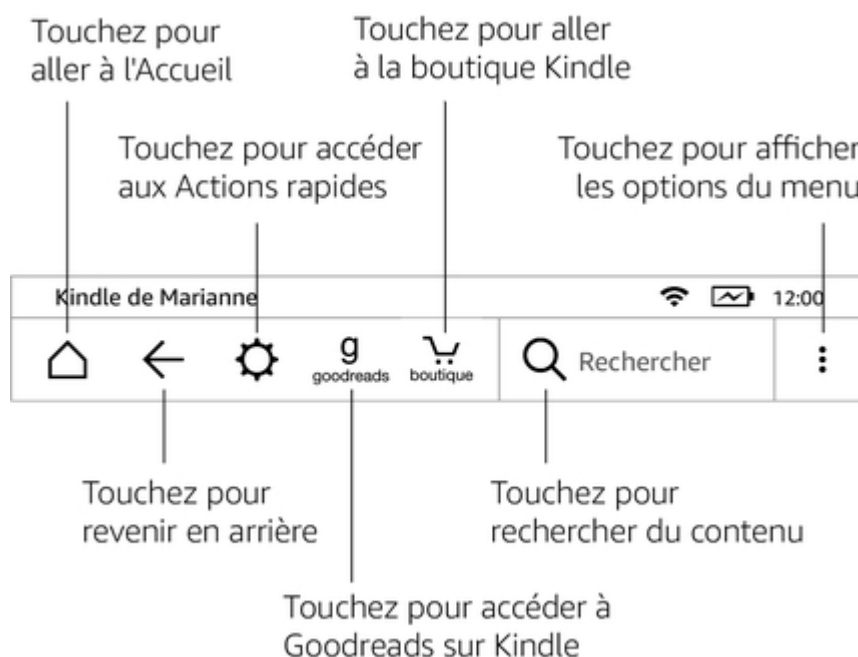 Touchez pour
aller à l'Accueil
Touchez pour aller
à la boutique Kindle
Touchez pour accéder
aux Actions rapides
Touchez pour afficher
les options du menu
Kindle de Marianne
12:00
g
goodreads
boutique
Rechercher
Touchez pour
revenir en arrière
Touchez pour
rechercher du contenu
Touchez pour accéder à
Goodreads sur Kindle